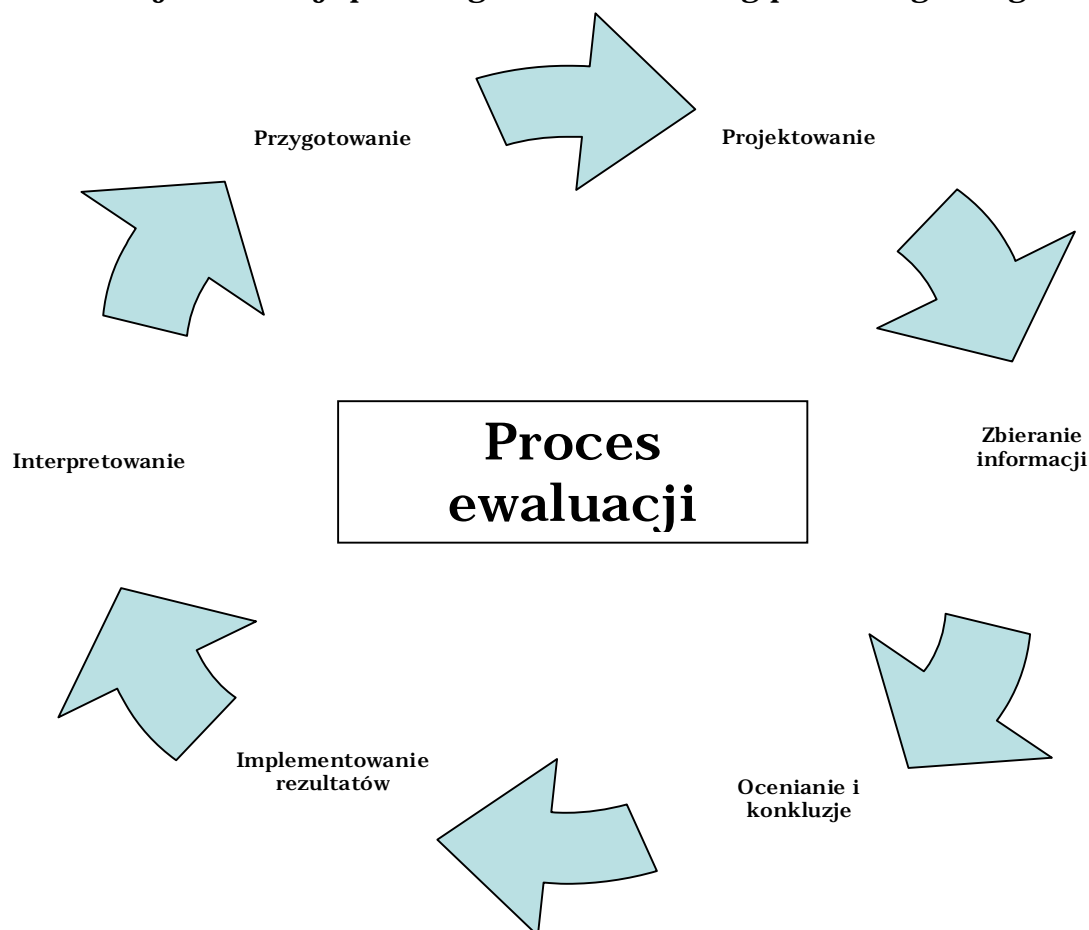 Przygotowanie
Projektowanie
Zbieranie
informacji
Ocenianie i
konkluzje
Implementowanie
rezultatów
Interpretowanie
Proces
ewaluacji